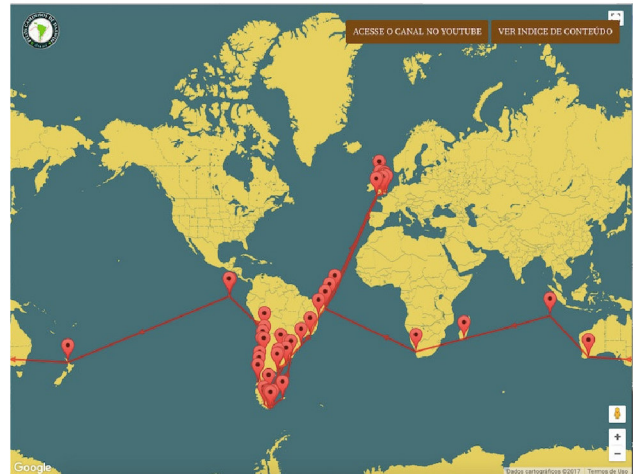 ACESSE O CANAL NO YOUTUBE
VER INDICE DE CONTEÚDO
Google
Dados cartográficos ©2017
Termos de Uso